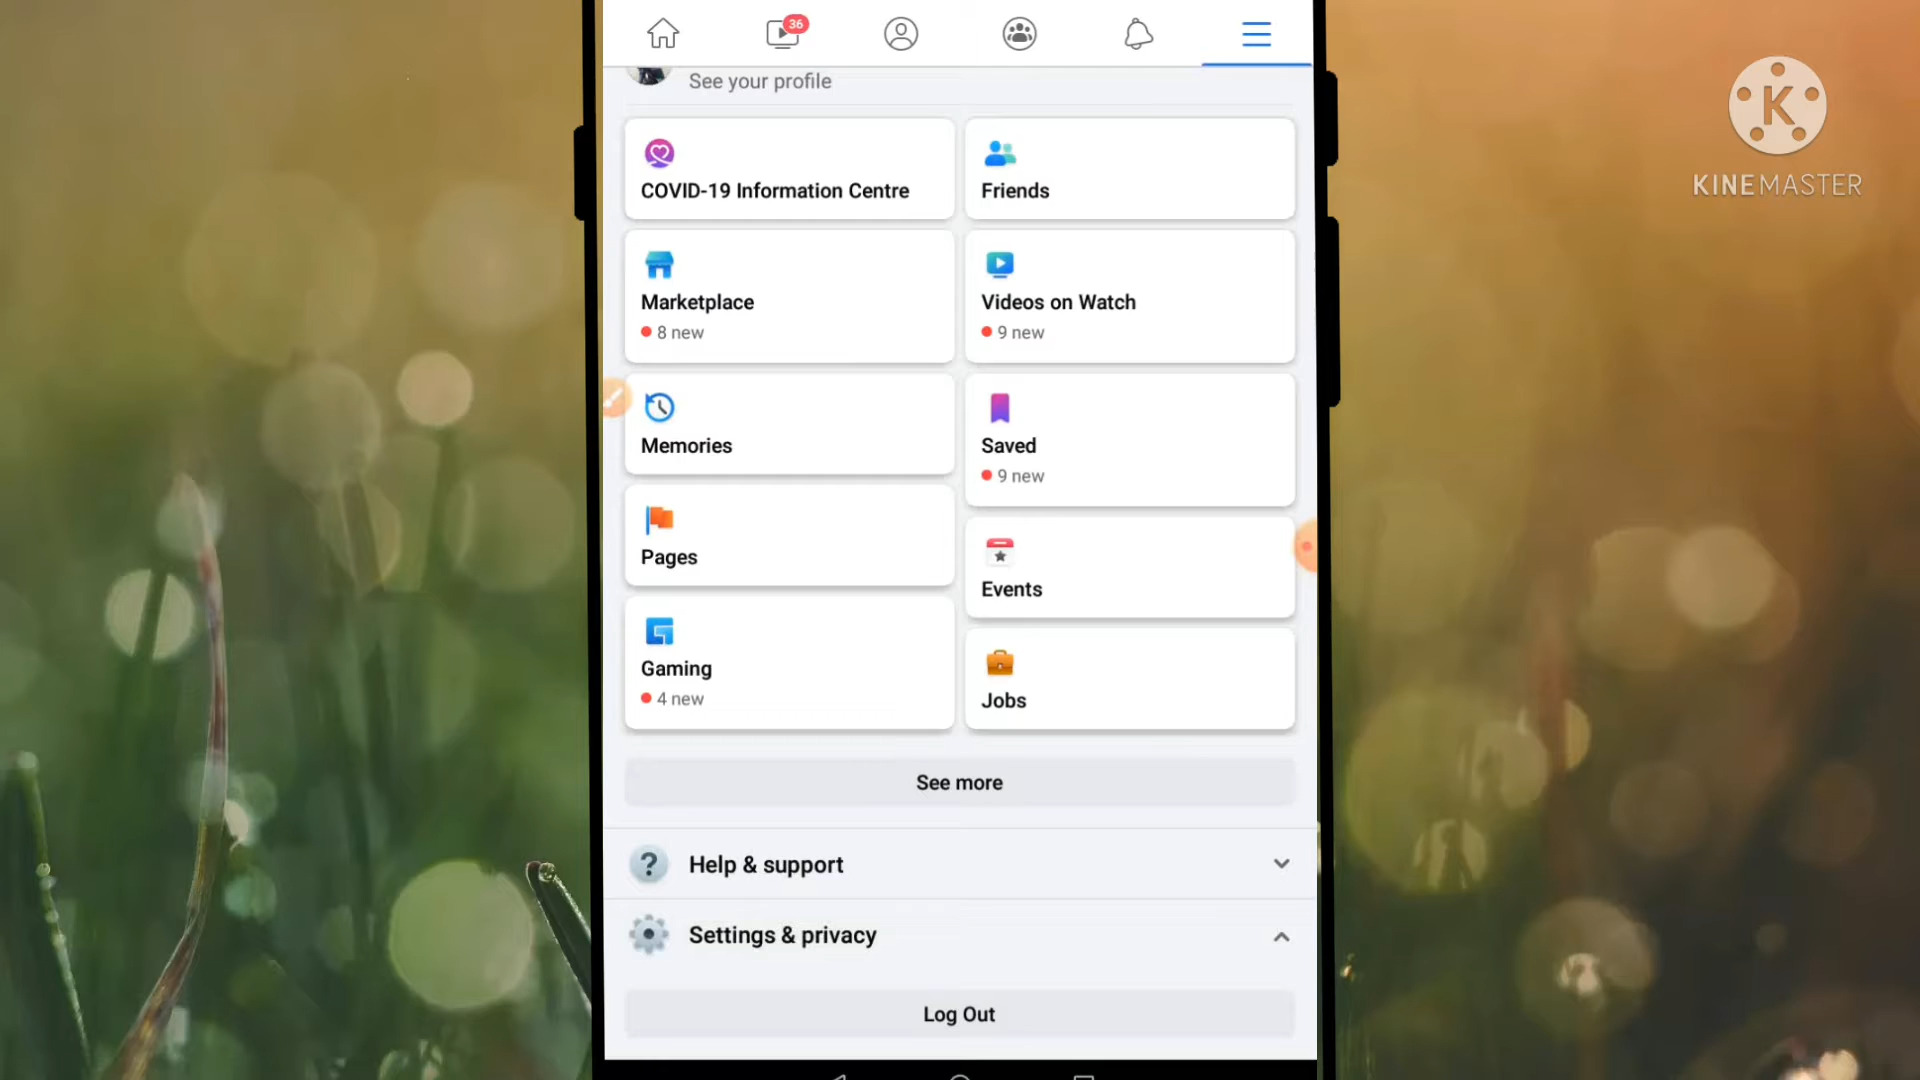 36
See your profile
COVID-19 Information Centre
Friends
Marketplace
8 new
Videos on Watch
9 new
Memories
Saved
9 new
Pages
Events
Gaming
4 new
Jobs
See more
Help & support
Settings & privacy
Log Out
K
KINEMASTER